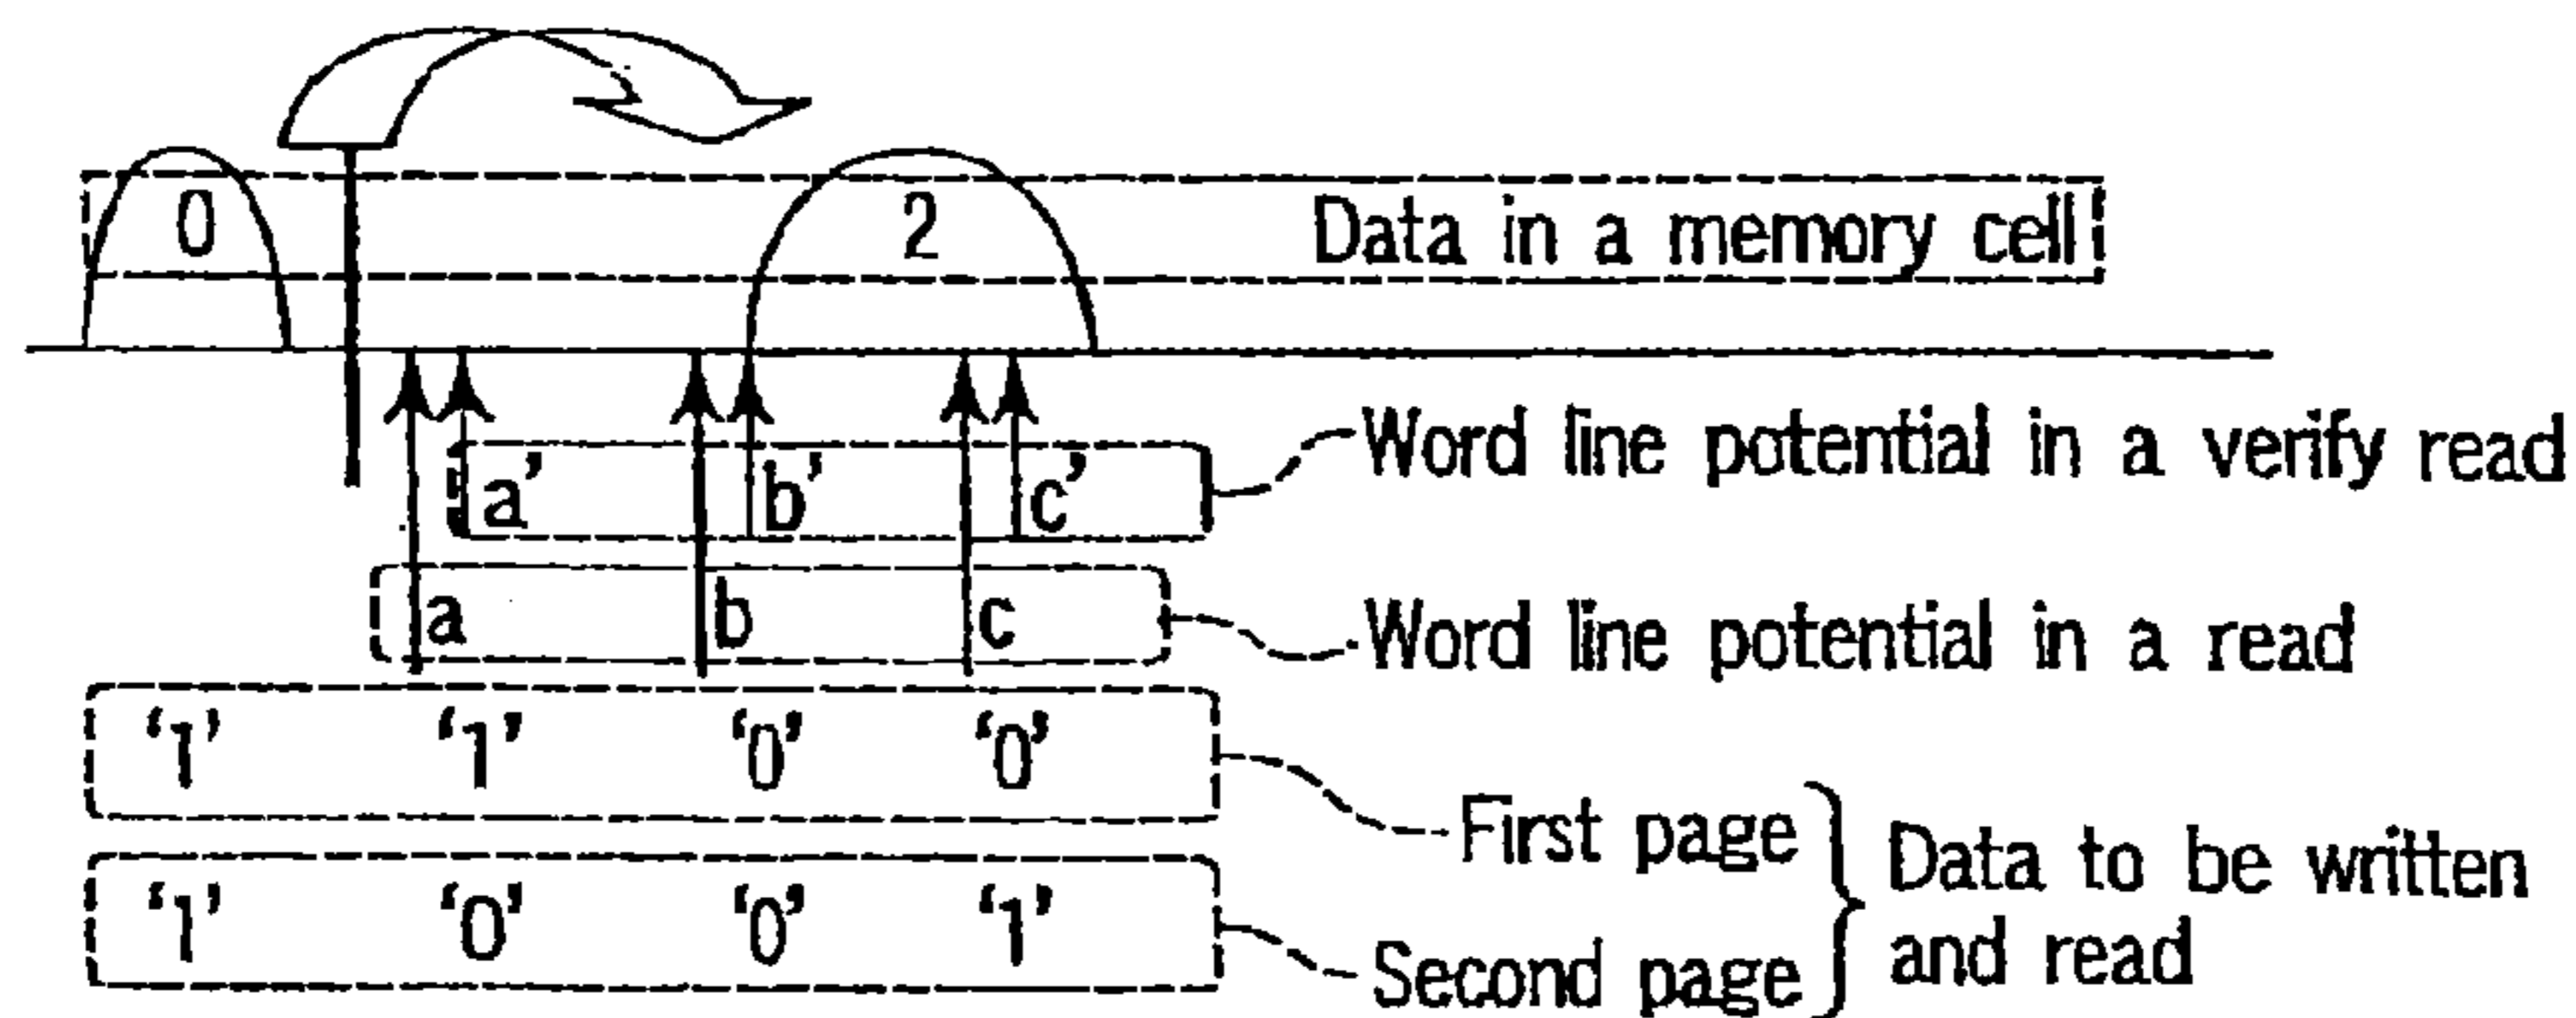 0 2 Data in a memory cell
a' b' c' Word line potential in a verify read
a b c Word line potential in a read
‘1’ ‘1’ ‘0’ ‘0’
First page
‘1’ ‘0’ ‘0’ ‘1’
Second page
Data to be written
and read